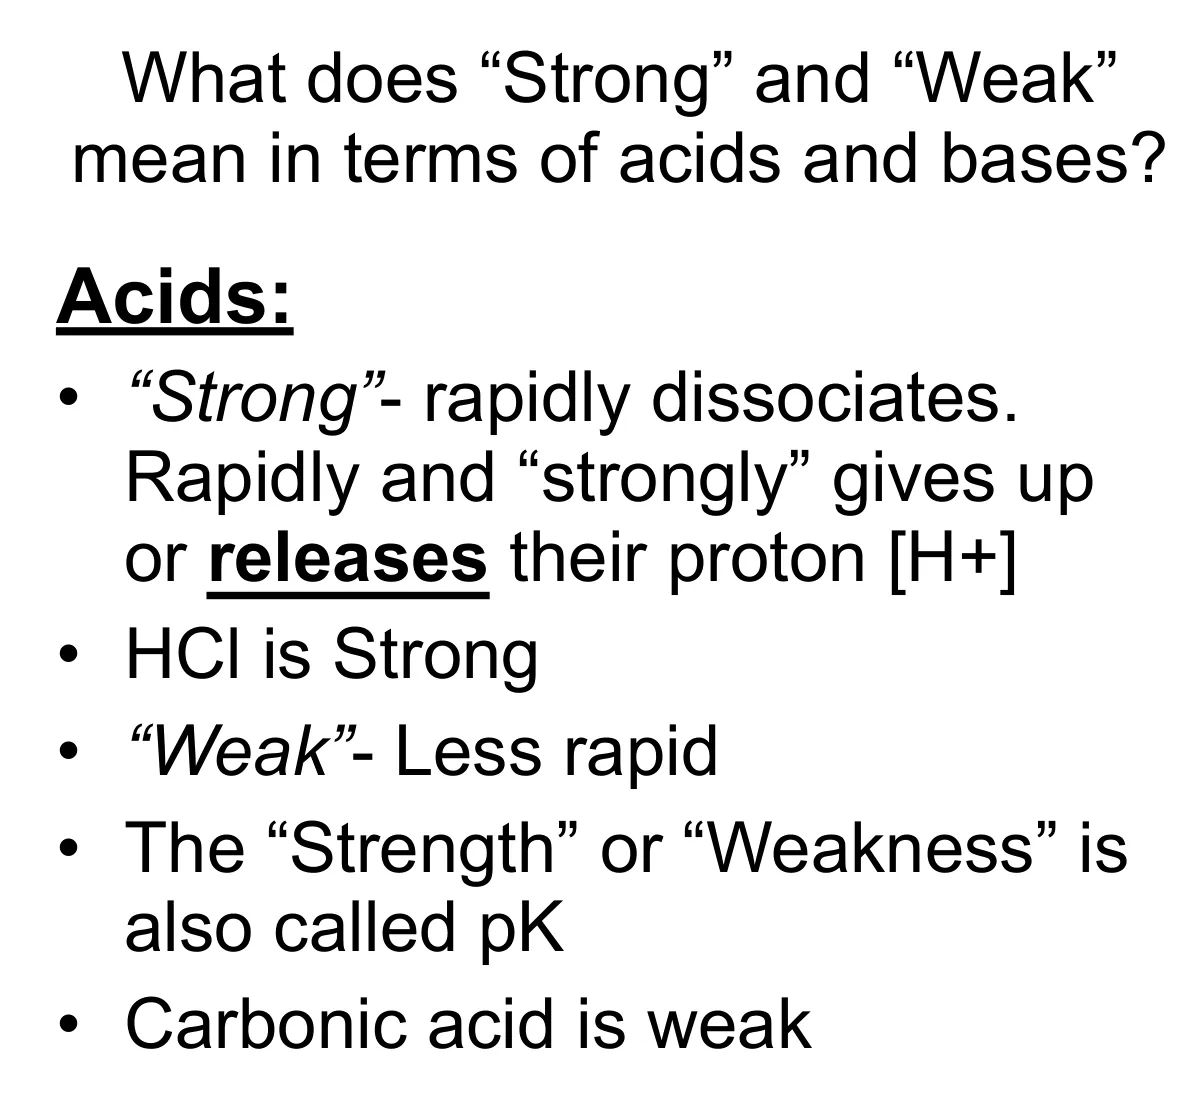 What does “Strong” and “Weak”
mean in terms of acids and bases?
Acids:
• “Strong”- rapidly dissociates.
Rapidly and “strongly” gives up
or releases their proton [H+]
• HCl is Strong
• “Weak”- Less rapid
• The “Strength” or “Weakness” is
also called pK
• Carbonic acid is weak